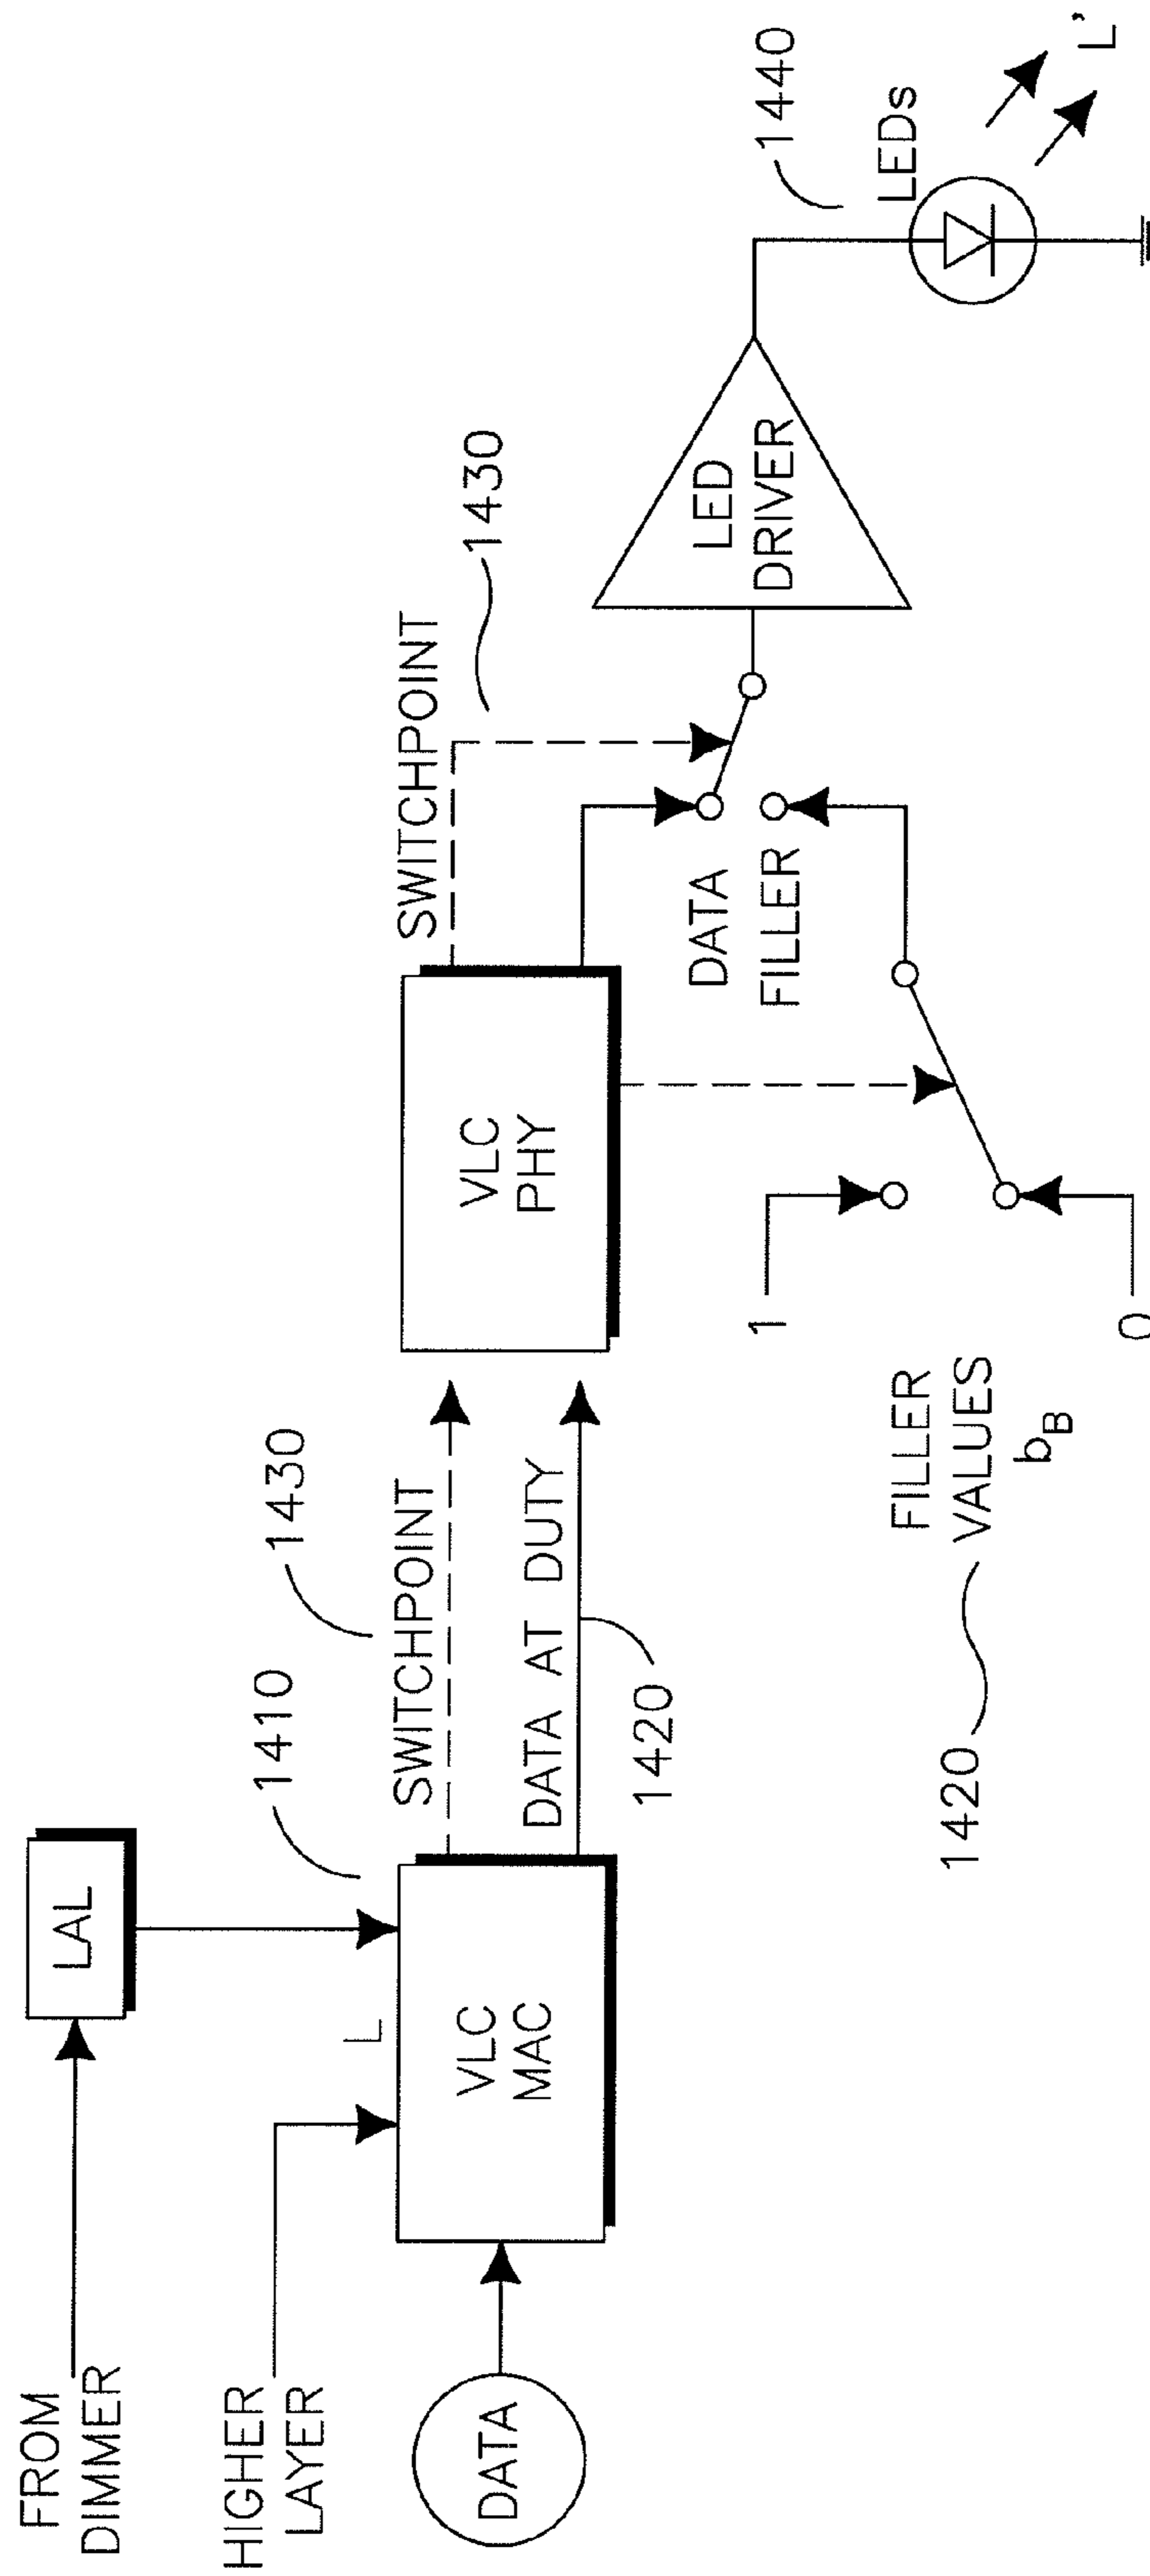 FROM
DIMMER
LAL
HIGHER
LAYER
L
1410
DATA
VLC
MAC
SWITCHPOINT
1430
DATA AT DUTY
1420
VLC
PHY
SWITCHPOINT
1430
DATA
FILLER
LED
DRIVER
1440
LEDs
L'
1
0
FILLER
VALUES
bB
1420